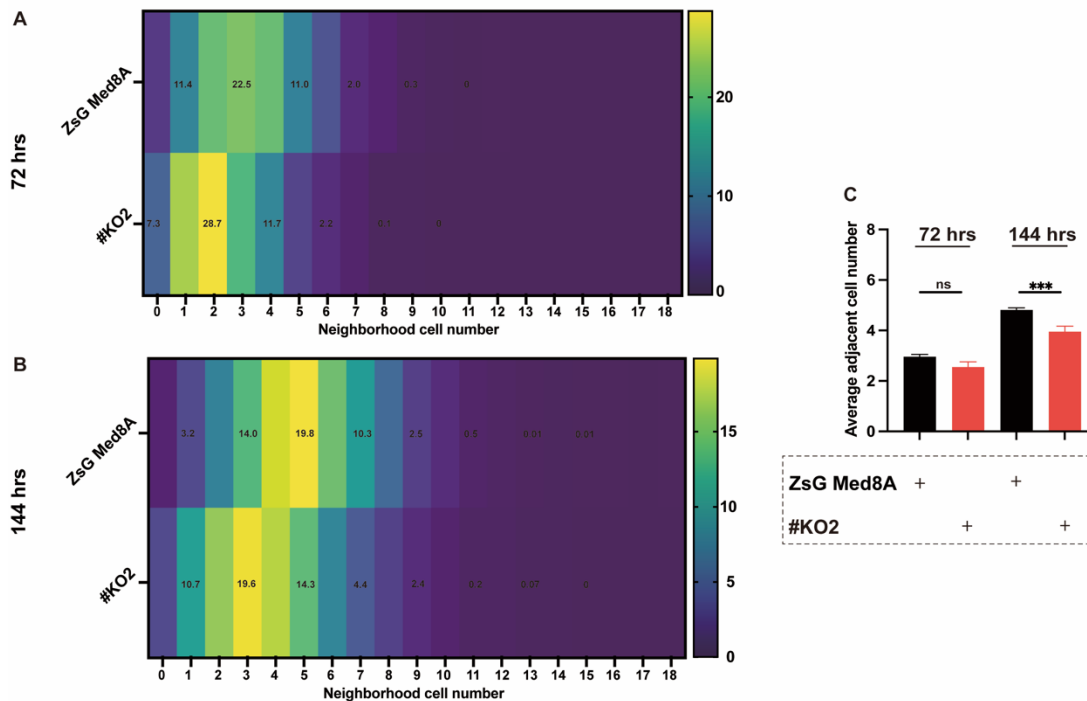 A
72 hrs
ZsG Med8A
11.4 22.5 11.0 2.0 0.3 0
#KO2
7.3 28.7 11.7 2.2 0.1 0
0 1 2 3 4 5 6 7 8 9 10 11 12 13 14 15 16 17 18
Neighborhood cell number
20
10
0
B
144 hrs
ZsG Med8A
3.2 14.0 19.8 10.3 2.5 0.5 0.01 0.01
#KO2
10.7 19.6 14.3 4.4 2.4 0.2 0.07 0
0 1 2 3 4 5 6 7 8 9 10 11 12 13 14 15 16 17 18
Neighborhood cell number
15
10
5
0
C
Average adjacent cell number
8
6
4
2
0
72 hrs 144 hrs
ns ***
ZsG Med8A + +
#KO2 + +